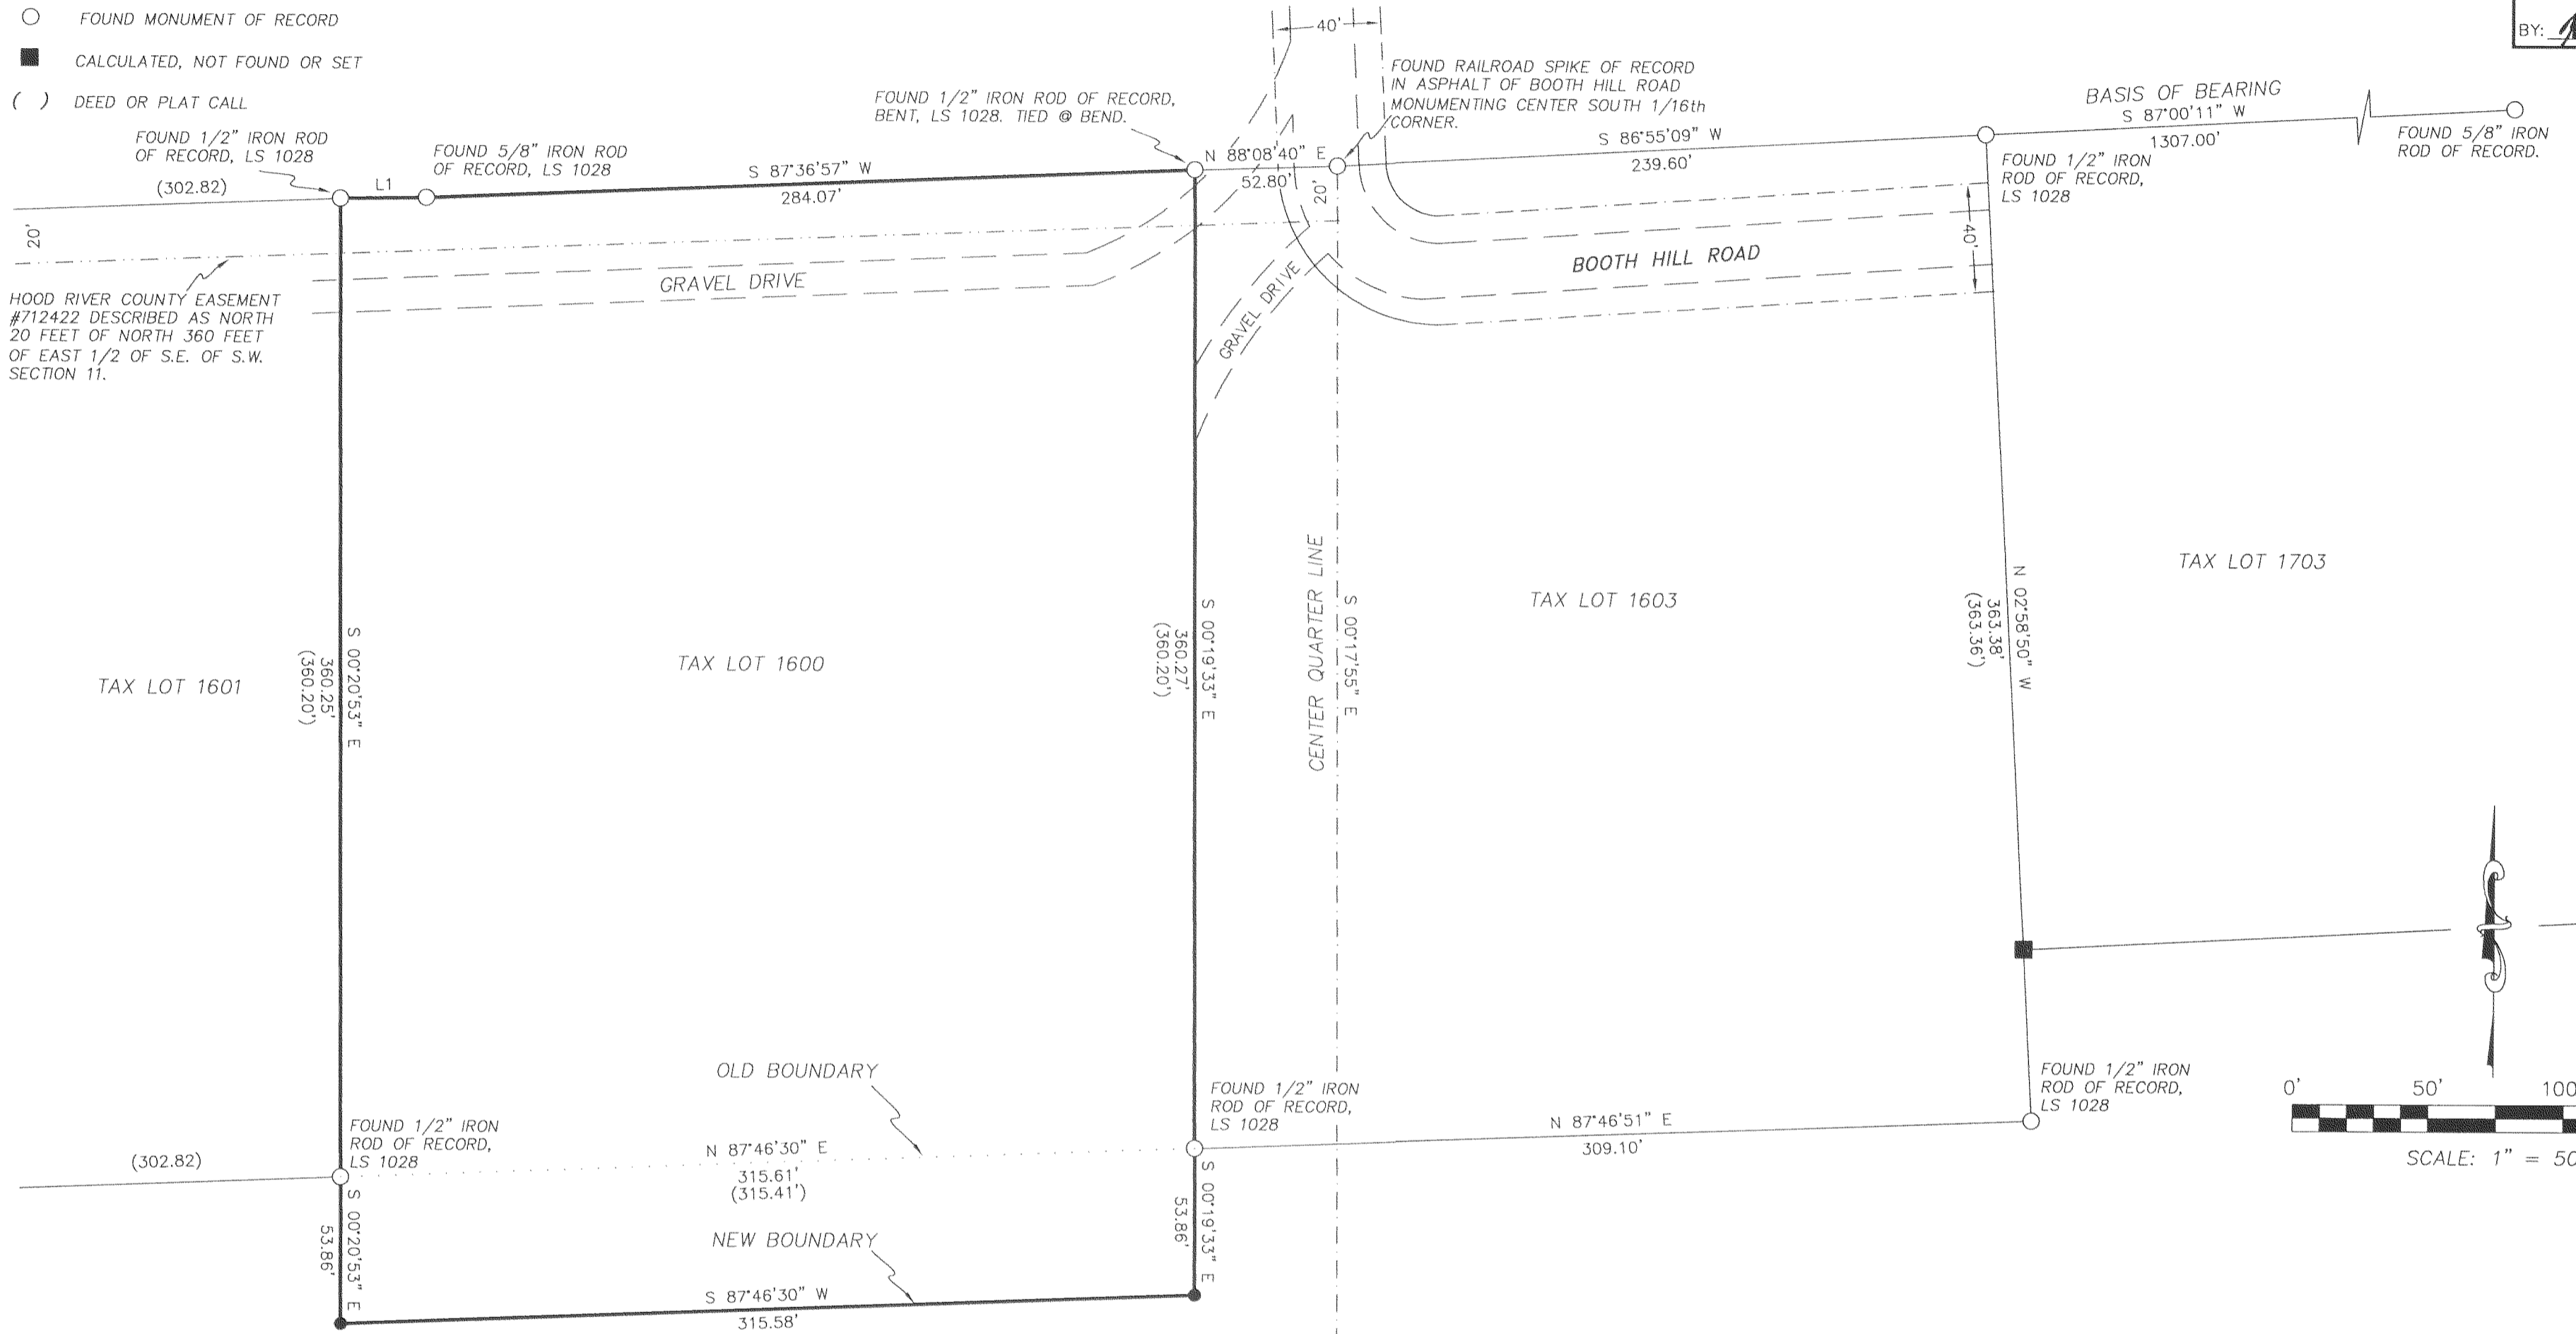 FOUND MONUMENT OF RECORD
CALCULATED, NOT FOUND OR SET
( ) DEED OR PLAT CALL
BY:
40'
FOUND 1/2" IRON ROD
OF RECORD, LS 1028
(302.82)
L1
FOUND 5/8" IRON ROD
OF RECORD, LS 1028
S 87°36'57" W
284.07'
FOUND 1/2" IRON ROD OF RECORD,
BENT, LS 1028. TIED @ BEND.
N 88°08'40" E
52.80'
20'
FOUND RAILROAD SPIKE OF RECORD
IN ASPHALT OF BOOTH HILL ROAD
MONUMENTING CENTER SOUTH 1/16th
CORNER.
S 86°55'09" W
239.60'
BASIS OF BEARING
S 87°00'11" W
1307.00'
FOUND 5/8" IRON
ROD OF RECORD.
FOUND 1/2" IRON
ROD OF RECORD,
LS 1028
20'
HOOD RIVER COUNTY EASEMENT
#712422 DESCRIBED AS NORTH
20 FEET OF NORTH 360 FEET
OF EAST 1/2 OF S.E. OF S.W.
SECTION 11.
GRAVEL DRIVE
GRAVEL DRIVE
BOOTH HILL ROAD
40'
TAX LOT 1601
S 00°20'53" E
360.25'
(360.20')
TAX LOT 1600
S 00°19'33" E
360.27'
(360.20')
CENTER QUARTER LINE
S 00°17'55" E
TAX LOT 1603
N 02°58'50" W
363.38'
(363.36')
TAX LOT 1703
OLD BOUNDARY
FOUND 1/2" IRON
ROD OF RECORD,
LS 1028
(302.82)
N 87°46'30" E
315.61'
(315.41')
FOUND 1/2" IRON
ROD OF RECORD,
LS 1028
N 87°46'51" E
309.10'
FOUND 1/2" IRON
ROD OF RECORD,
LS 1028
0' 50' 100
SCALE: 1" = 50
S 00°20'53" E
53.86'
NEW BOUNDARY
S 87°46'30" W
315.58'
S 00°19'33" E
53.86'